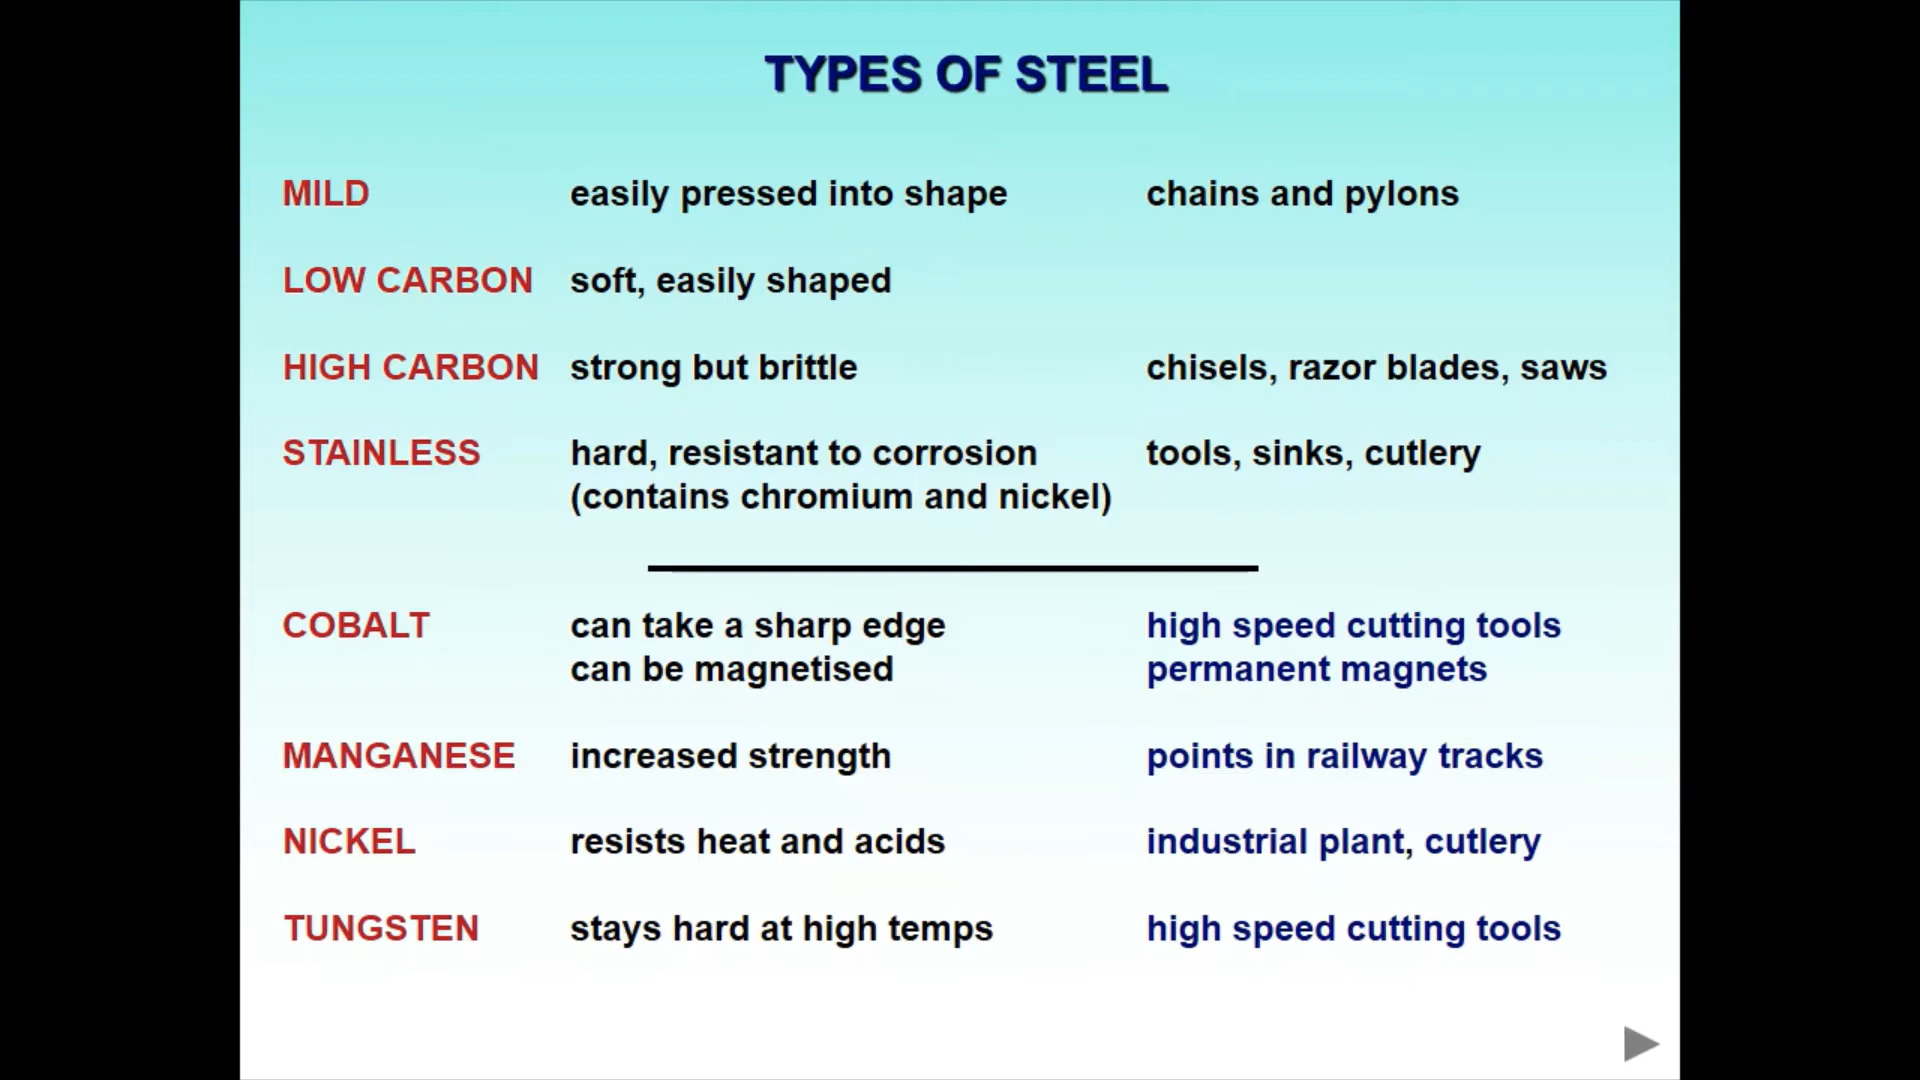 TYPES OF STEEL
MILD easily pressed into shape chains and pylons
LOW CARBON soft, easily shaped
HIGH CARBON strong but brittle chisels, razor blades, saws
STAINLESS hard, resistant to corrosion tools, sinks, cutlery
(contains chromium and nickel)
COBALT can take a sharp edge high speed cutting tools
can be magnetised permanent magnets
MANGANESE increased strength points in railway tracks
NICKEL resists heat and acids industrial plant, cutlery
TUNGSTEN stays hard at high temps high speed cutting tools